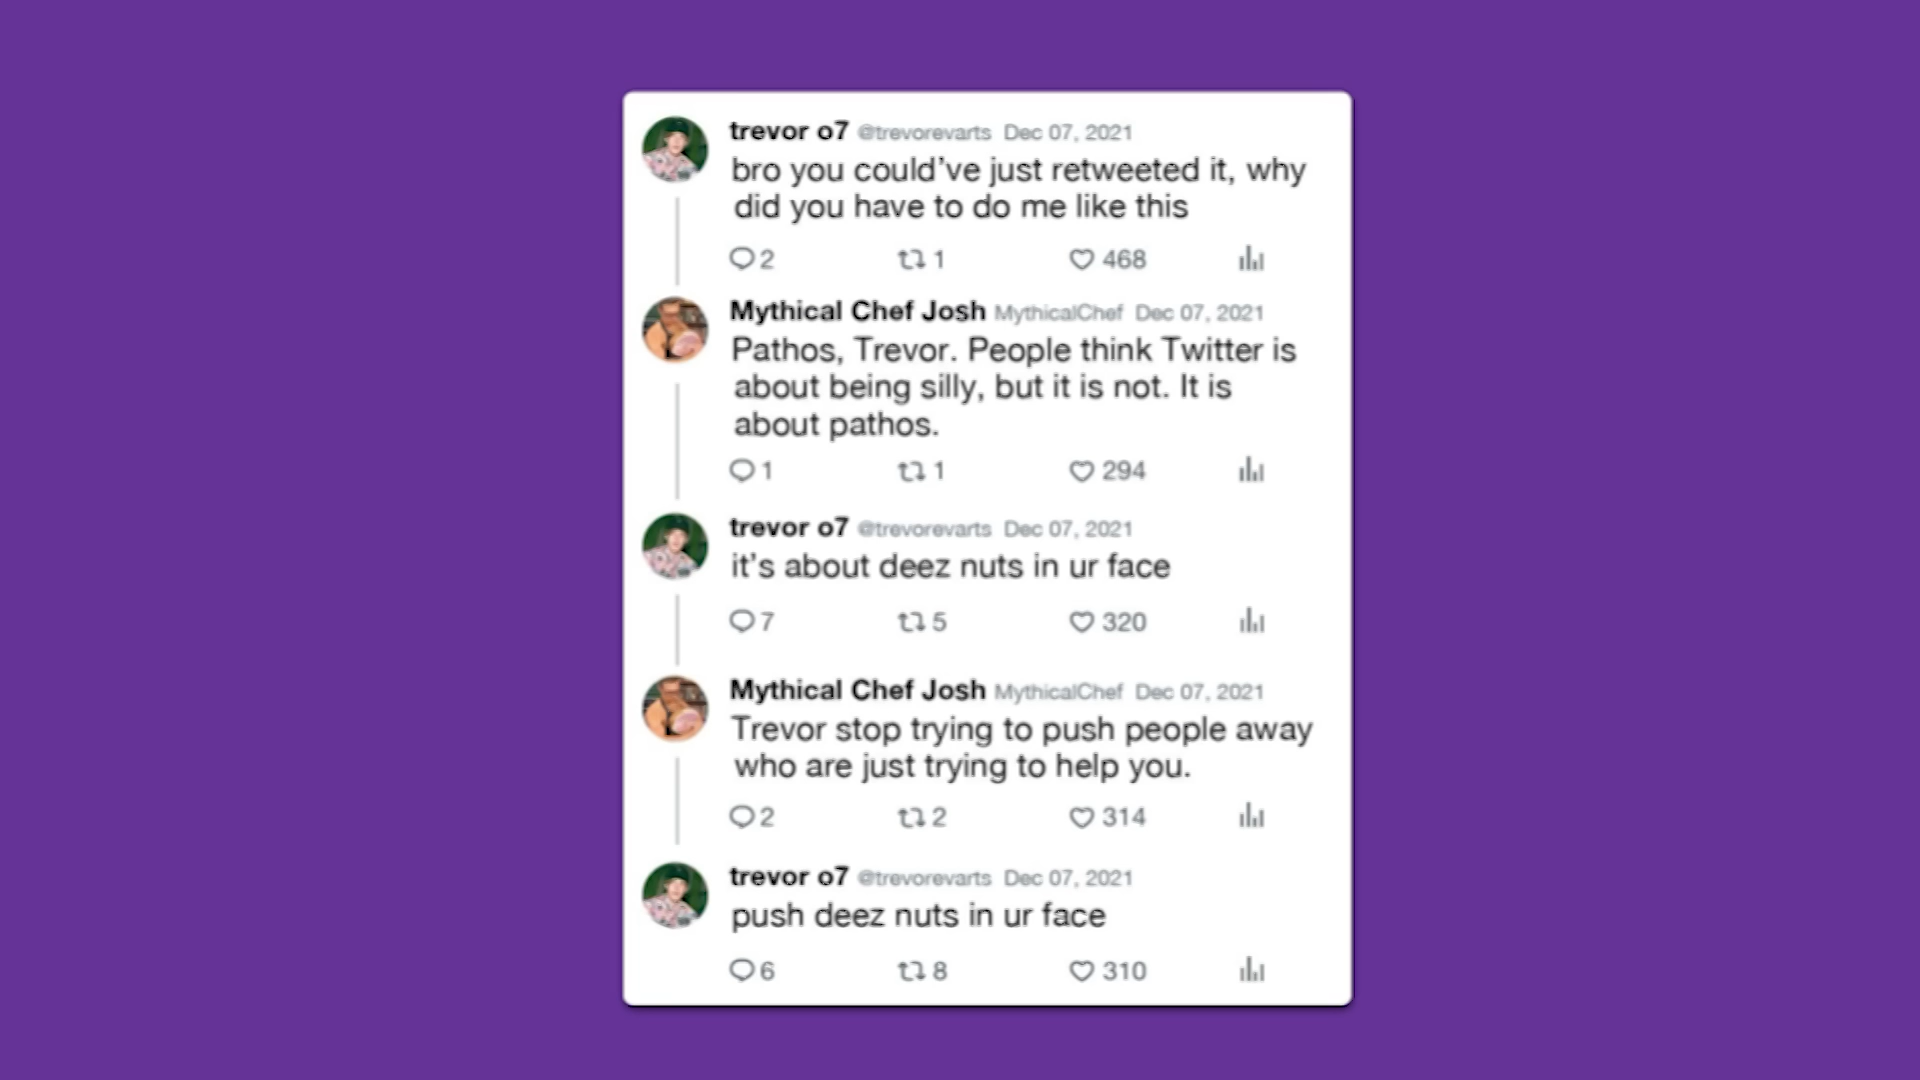 trevor o7 @trevorevarts Dec 07, 2021
bro you could've just retweeted it, why
did you have to do me like this
2 1 468
Mythical Chef Josh MythicalChef Dec 07, 2021
Pathos, Trevor. People think Twitter is
about being silly, but it is not. It is
about pathos.
1 1 294
trevor o7 @trevorevarts Dec 07, 2021
it's about deez nuts in ur face
7 5 320
Mythical Chef Josh MythicalChef Dec 07, 2021
Trevor stop trying to push people away
who are just trying to help you.
2 2 314
trevor o7 @trevorevarts Dec 07, 2021
push deez nuts in ur face
6 8 310